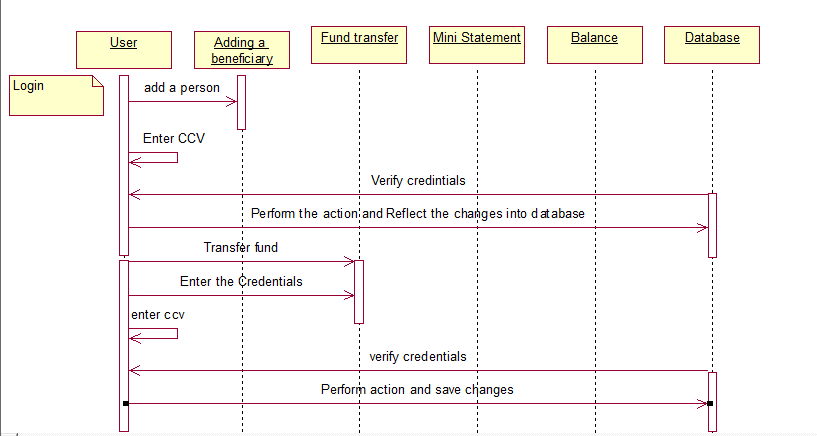 User
Adding a
beneficiary
Fund transfer
Mini Statement
Balance
Database
Login
add a person
Enter CCV
Verify credintials
Perform the action and Reflect the changes into database
Transfer fund
Enter the Credentials
enter ccv
verify credentials
Perform action and save changes